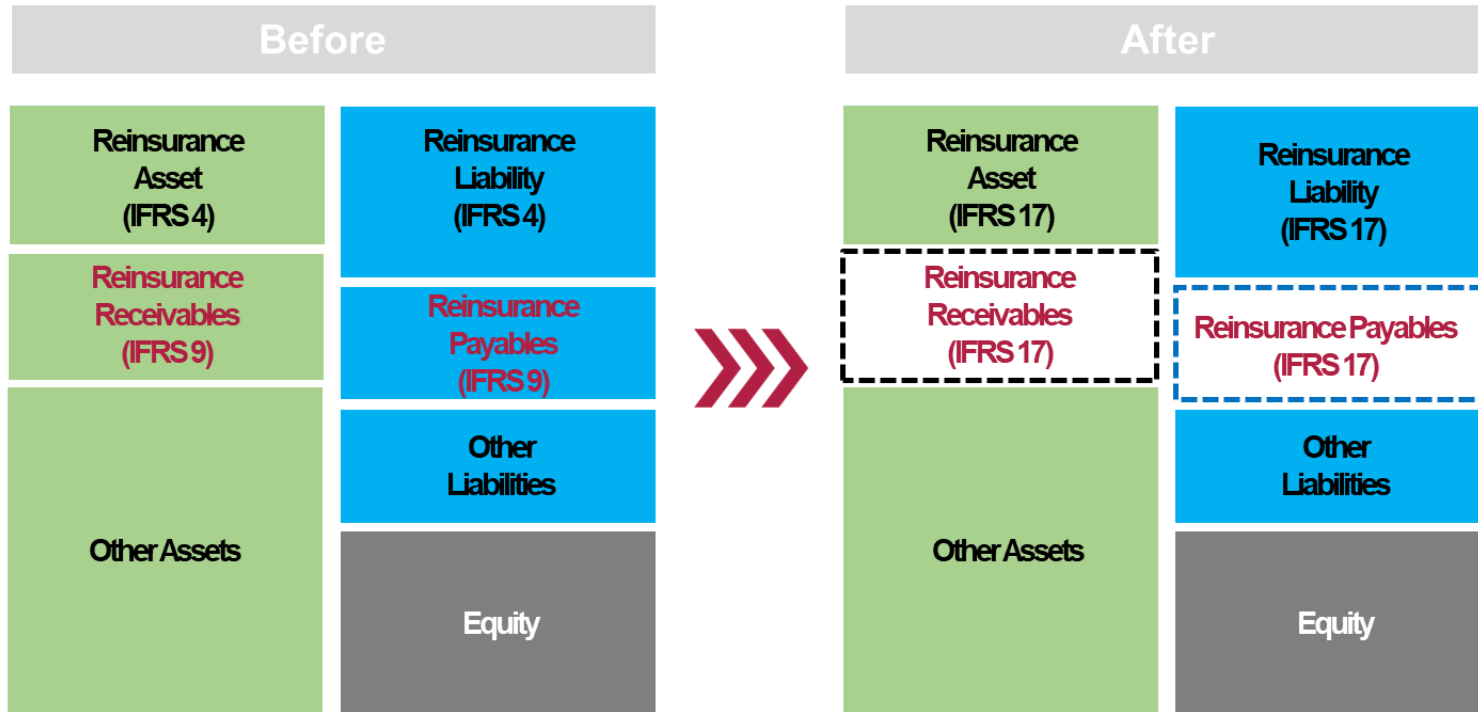 Before
Reinsurance
Asset
(IFRS 4)
Reinsurance
Receivables
(IFRS 9)
Other Assets
Reinsurance
Liability
(IFRS 4)
Reinsurance
Payables
(IFRS 9)
Other
Liabilities
Equity
After
Reinsurance
Asset
(IFRS 17)
Reinsurance
Receivables
(IFRS 17)
Other Assets
Reinsurance
Liability
(IFRS 17)
Reinsurance Payables
(IFRS 17)
Other
Liabilities
Equity